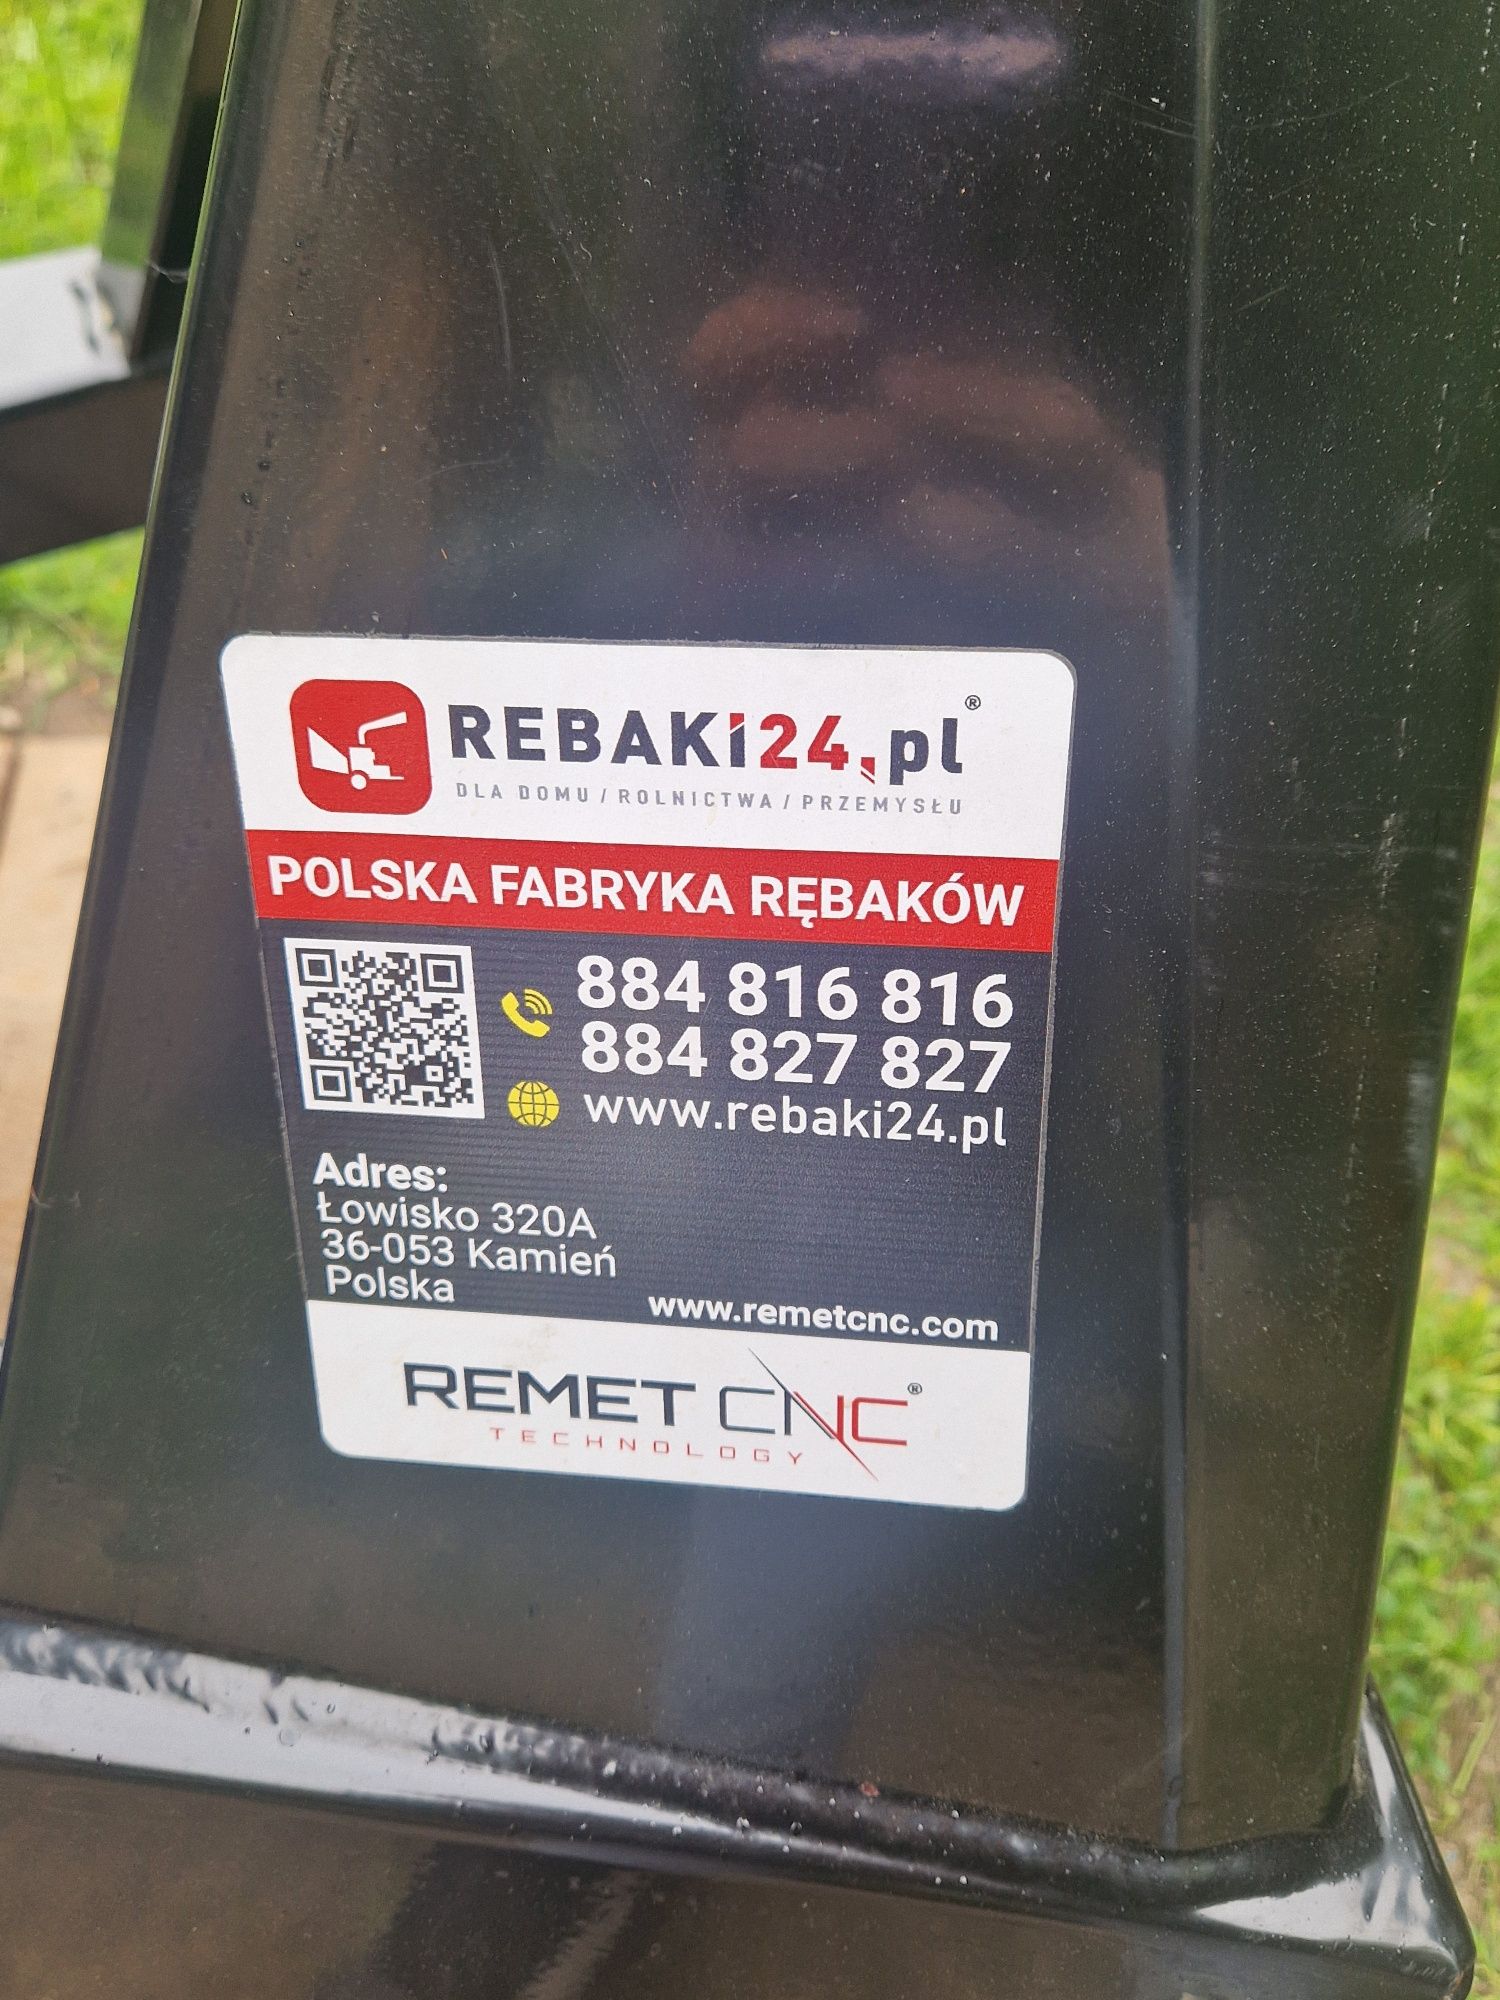 REBAKi24.pl®
DLA DOMU / ROLNICTWA / PRZEMYSŁU
POLSKA FABRYKA RĘBAKÓW
884 816 816
884 827 827
www.rebaki24.pl
Adres:
Łowisko 320A
36-053 Kamień
Polska
www.remetcnc.com
REMET CNC®
TECHNOLOGY